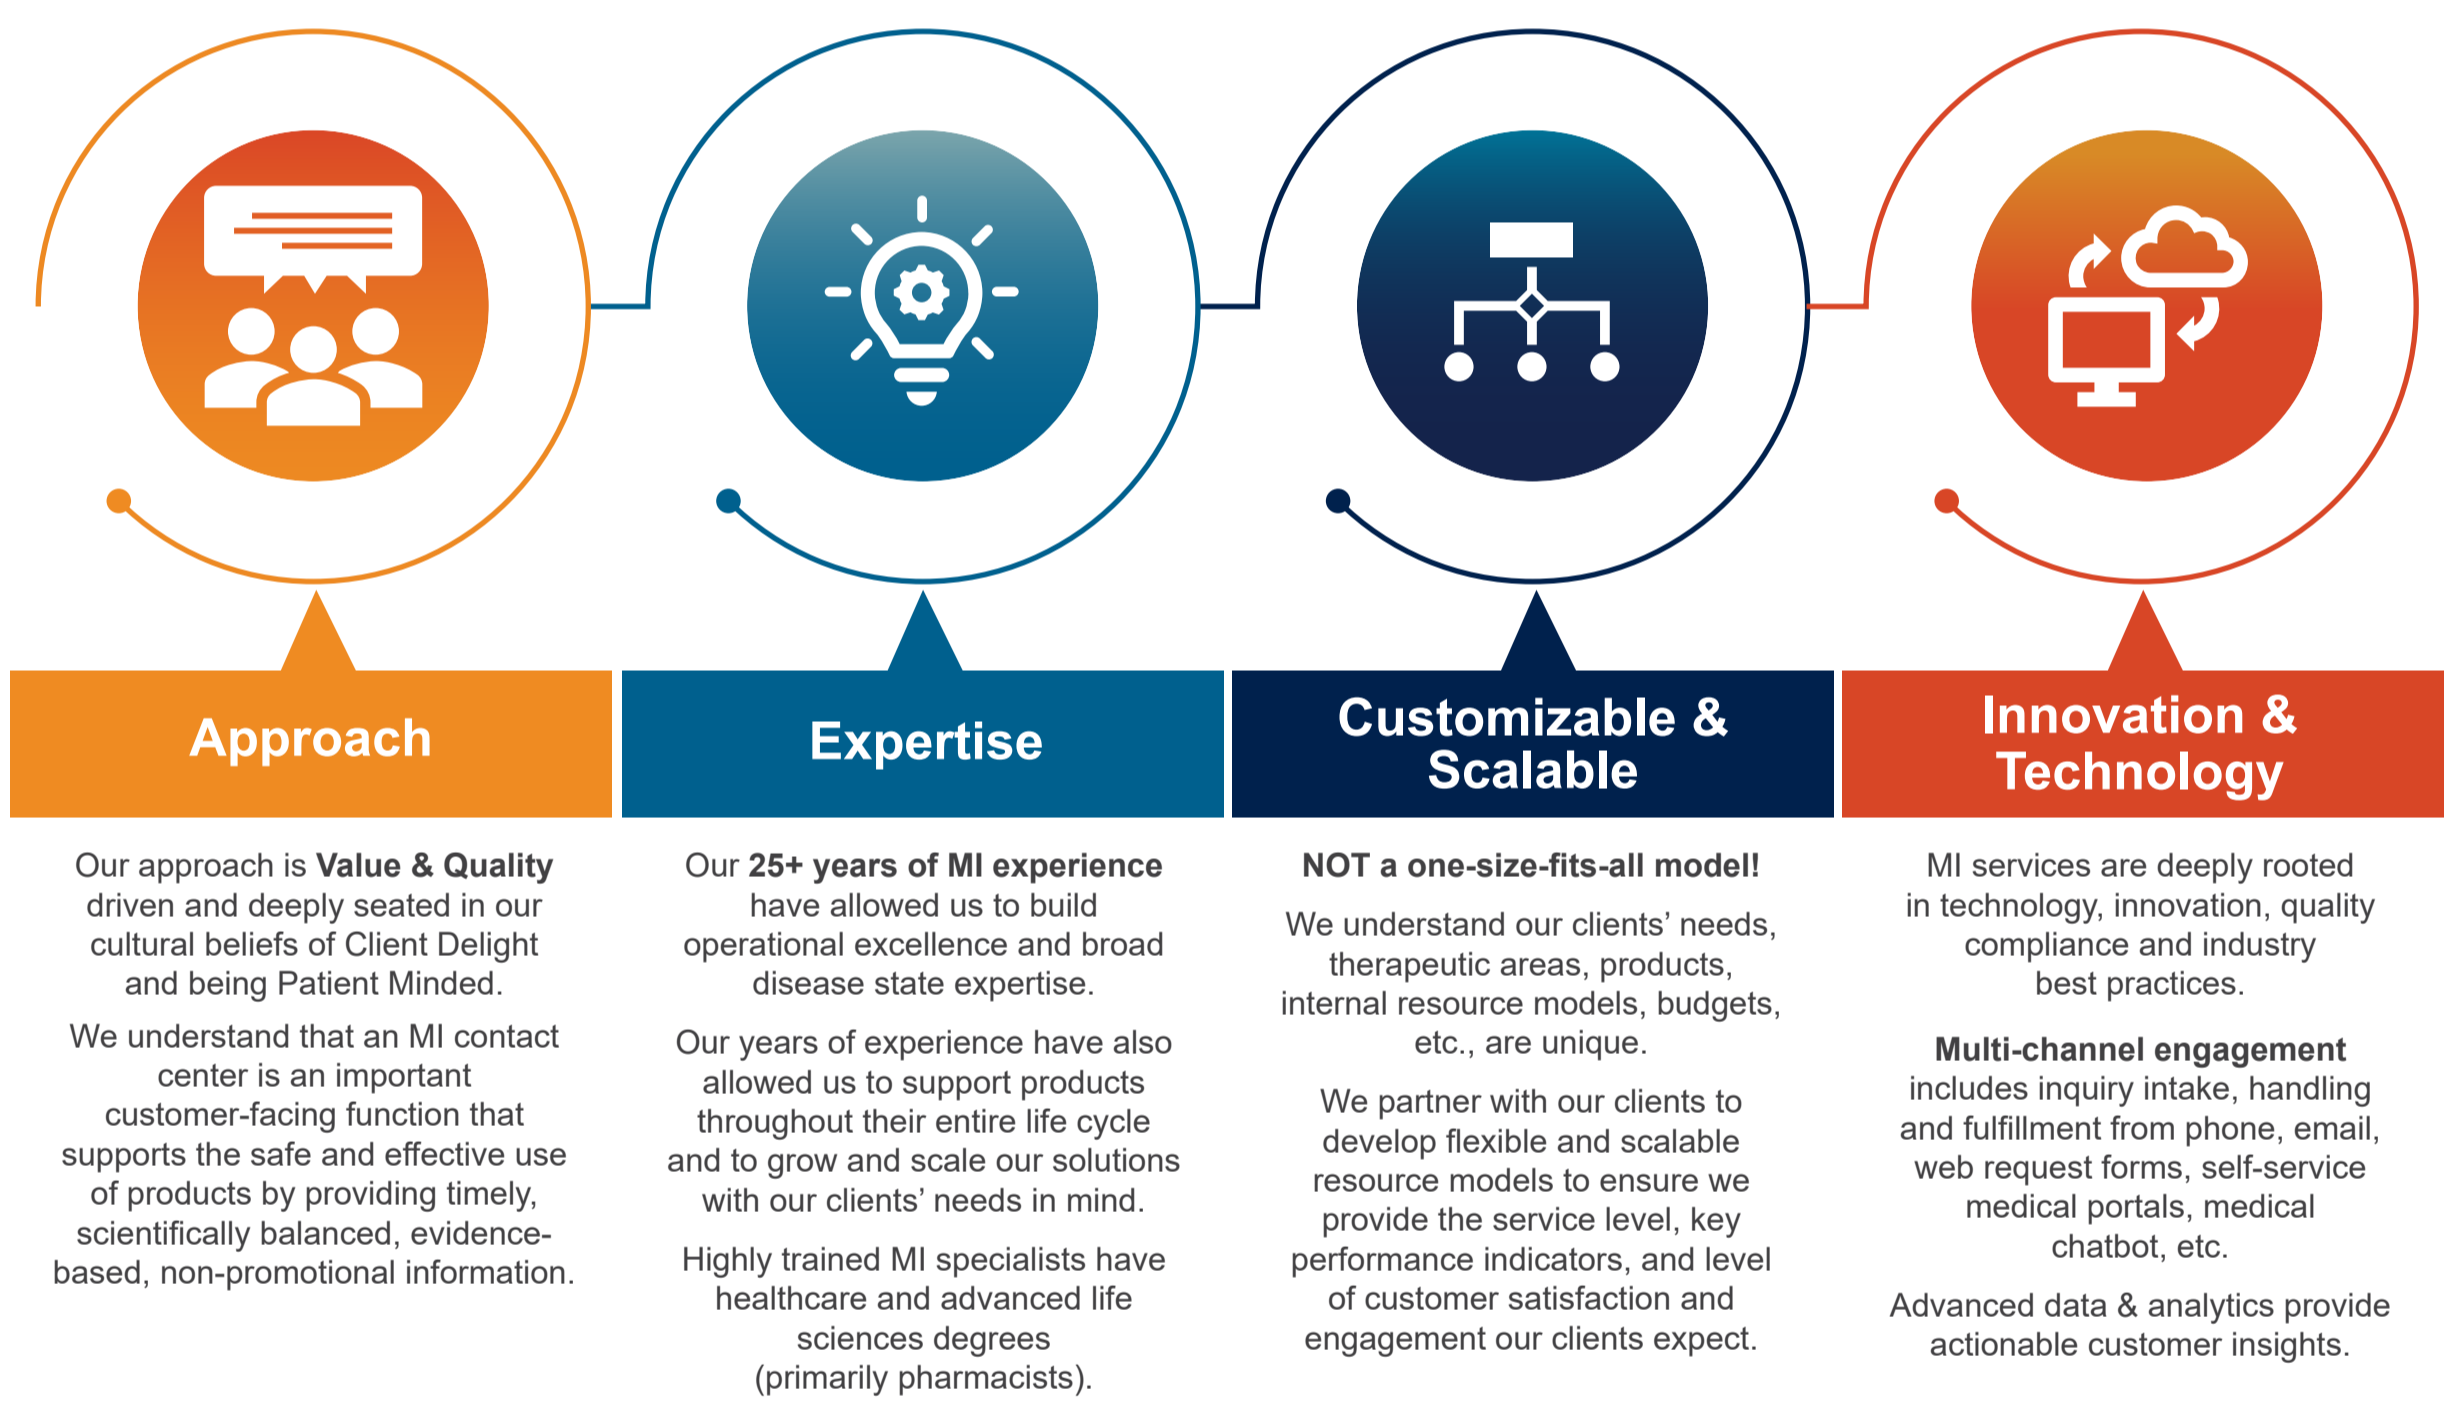 Approach
Our approach is Value & Quality
driven and deeply seated in our
cultural beliefs of Client Delight
and being Patient Minded.
We understand that an MI contact
center is an important
customer-facing function that
supports the safe and effective use
of products by providing timely,
scientifically balanced, evidence-
based, non-promotional information.
Expertise
Our 25+ years of MI experience
have allowed us to build
operational excellence and broad
disease state expertise.
Our years of experience have also
allowed us to support products
throughout their entire life cycle
and to grow and scale our solutions
with our clients’ needs in mind.
Highly trained MI specialists have
healthcare and advanced life
sciences degrees
(primarily pharmacists).
Customizable &
Scalable
NOT a one-size-fits-all model!
We understand our clients’ needs,
therapeutic areas, products,
internal resource models, budgets,
etc., are unique.
We partner with our clients to
develop flexible and scalable
resource models to ensure we
provide the service level, key
performance indicators, and level
of customer satisfaction and
engagement our clients expect.
Innovation &
Technology
MI services are deeply rooted
in technology, innovation, quality
compliance and industry
best practices.
Multi-channel engagement
includes inquiry intake, handling
and fulfillment from phone, email,
web request forms, self-service
medical portals, medical
chatbot, etc.
Advanced data & analytics provide
actionable customer insights.